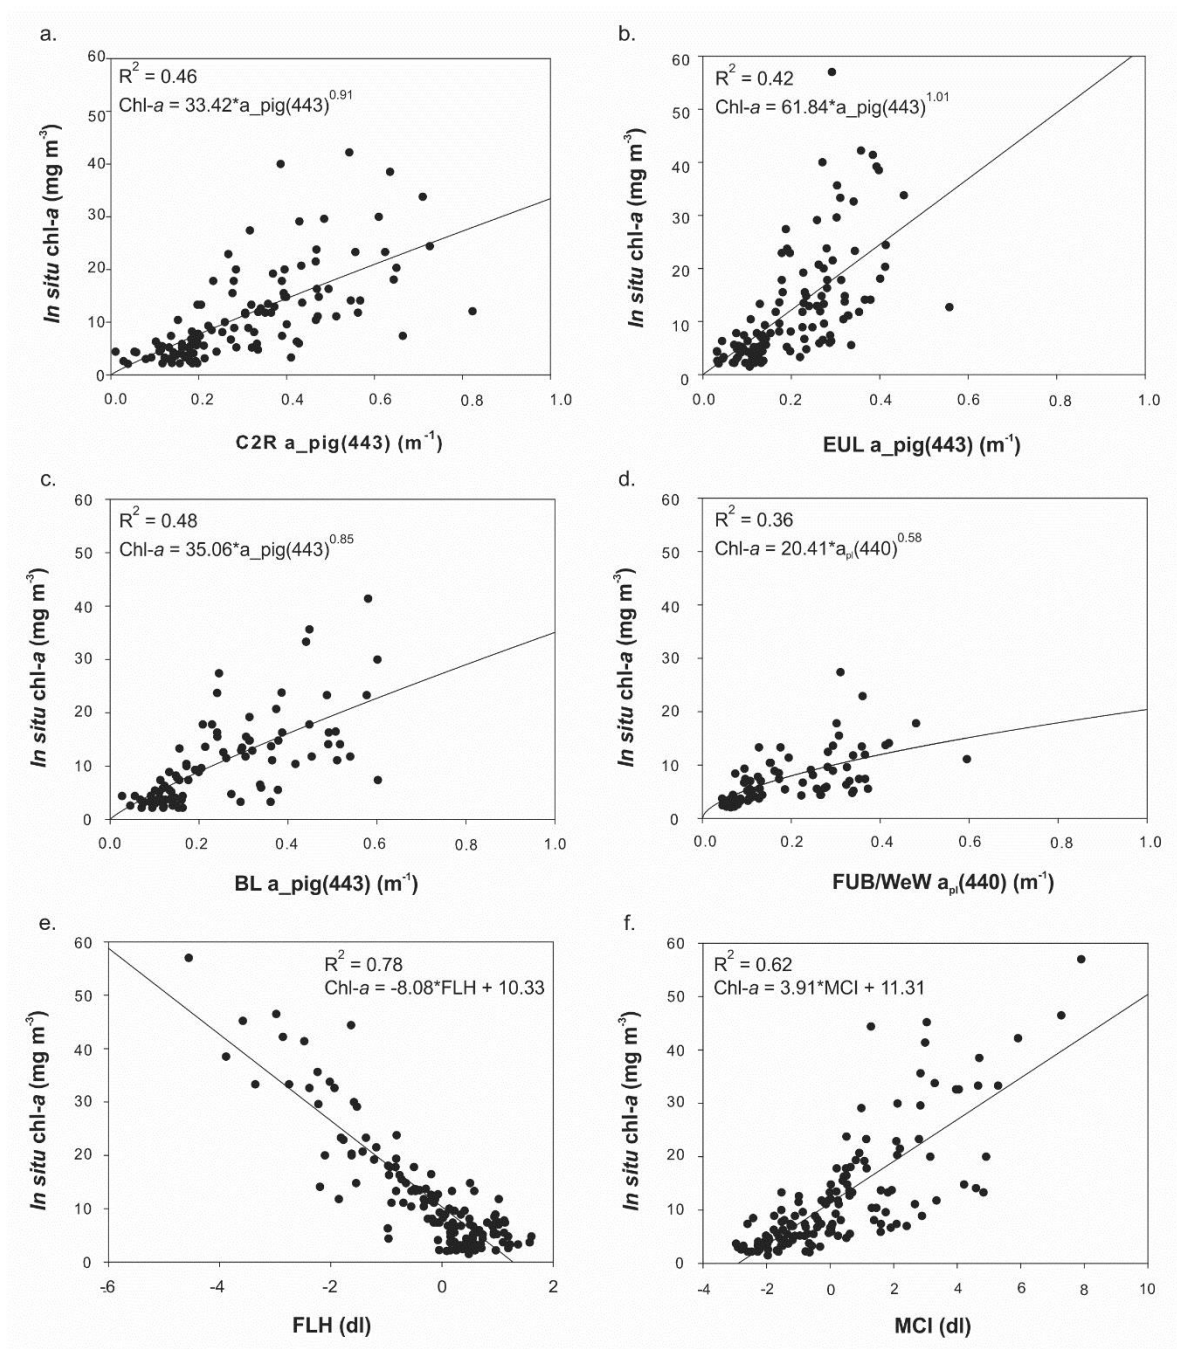 a.
R² = 0.46
Chl-a = 33.42*a_pig(443)^0.91
In situ chl-a (mg m⁻³)
60
50
40
30
20
10
0
0.0 0.2 0.4 0.6 0.8 1.0
C2R a_pig(443) (m⁻¹)
b.
R² = 0.42
Chl-a = 61.84*a_pig(443)^1.01
In situ chl-a (mg m⁻³)
60
50
40
30
20
10
0
0.0 0.2 0.4 0.6 0.8 1.0
EUL a_pig(443) (m⁻¹)
c.
R² = 0.48
Chl-a = 35.06*a_pig(443)^0.85
In situ chl-a (mg m⁻³)
60
50
40
30
20
10
0
0.0 0.2 0.4 0.6 0.8 1.0
BL a_pig(443) (m⁻¹)
d.
R² = 0.36
Chl-a = 20.41*a_pl(440)^0.58
In situ chl-a (mg m⁻³)
60
50
40
30
20
10
0
0.0 0.2 0.4 0.6 0.8 1.0
FUB/WeW a_pl(440) (m⁻¹)
e.
R² = 0.78
Chl-a = -8.08*FLH + 10.33
In situ chl-a (mg m⁻³)
60
50
40
30
20
10
0
-6 -4 -2 0 2
FLH (dl)
f.
R² = 0.62
Chl-a = 3.91*MCI + 11.31
In situ chl-a (mg m⁻³)
60
50
40
30
20
10
0
-4 -2 0 2 4 6 8 10
MCI (dl)